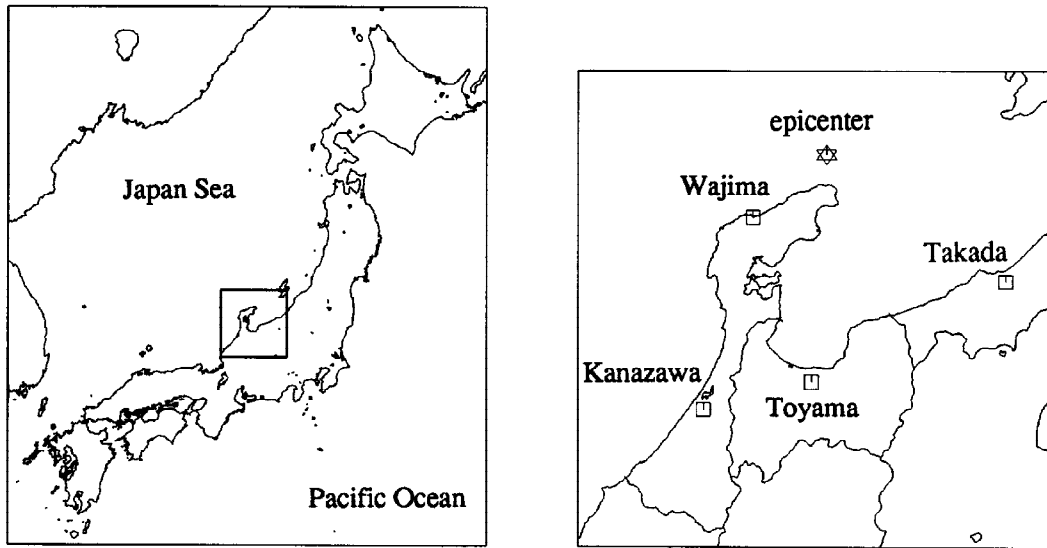 Japan Sea
Pacific Ocean
epicenter
Wajima
Takada
Kanazawa
Toyama